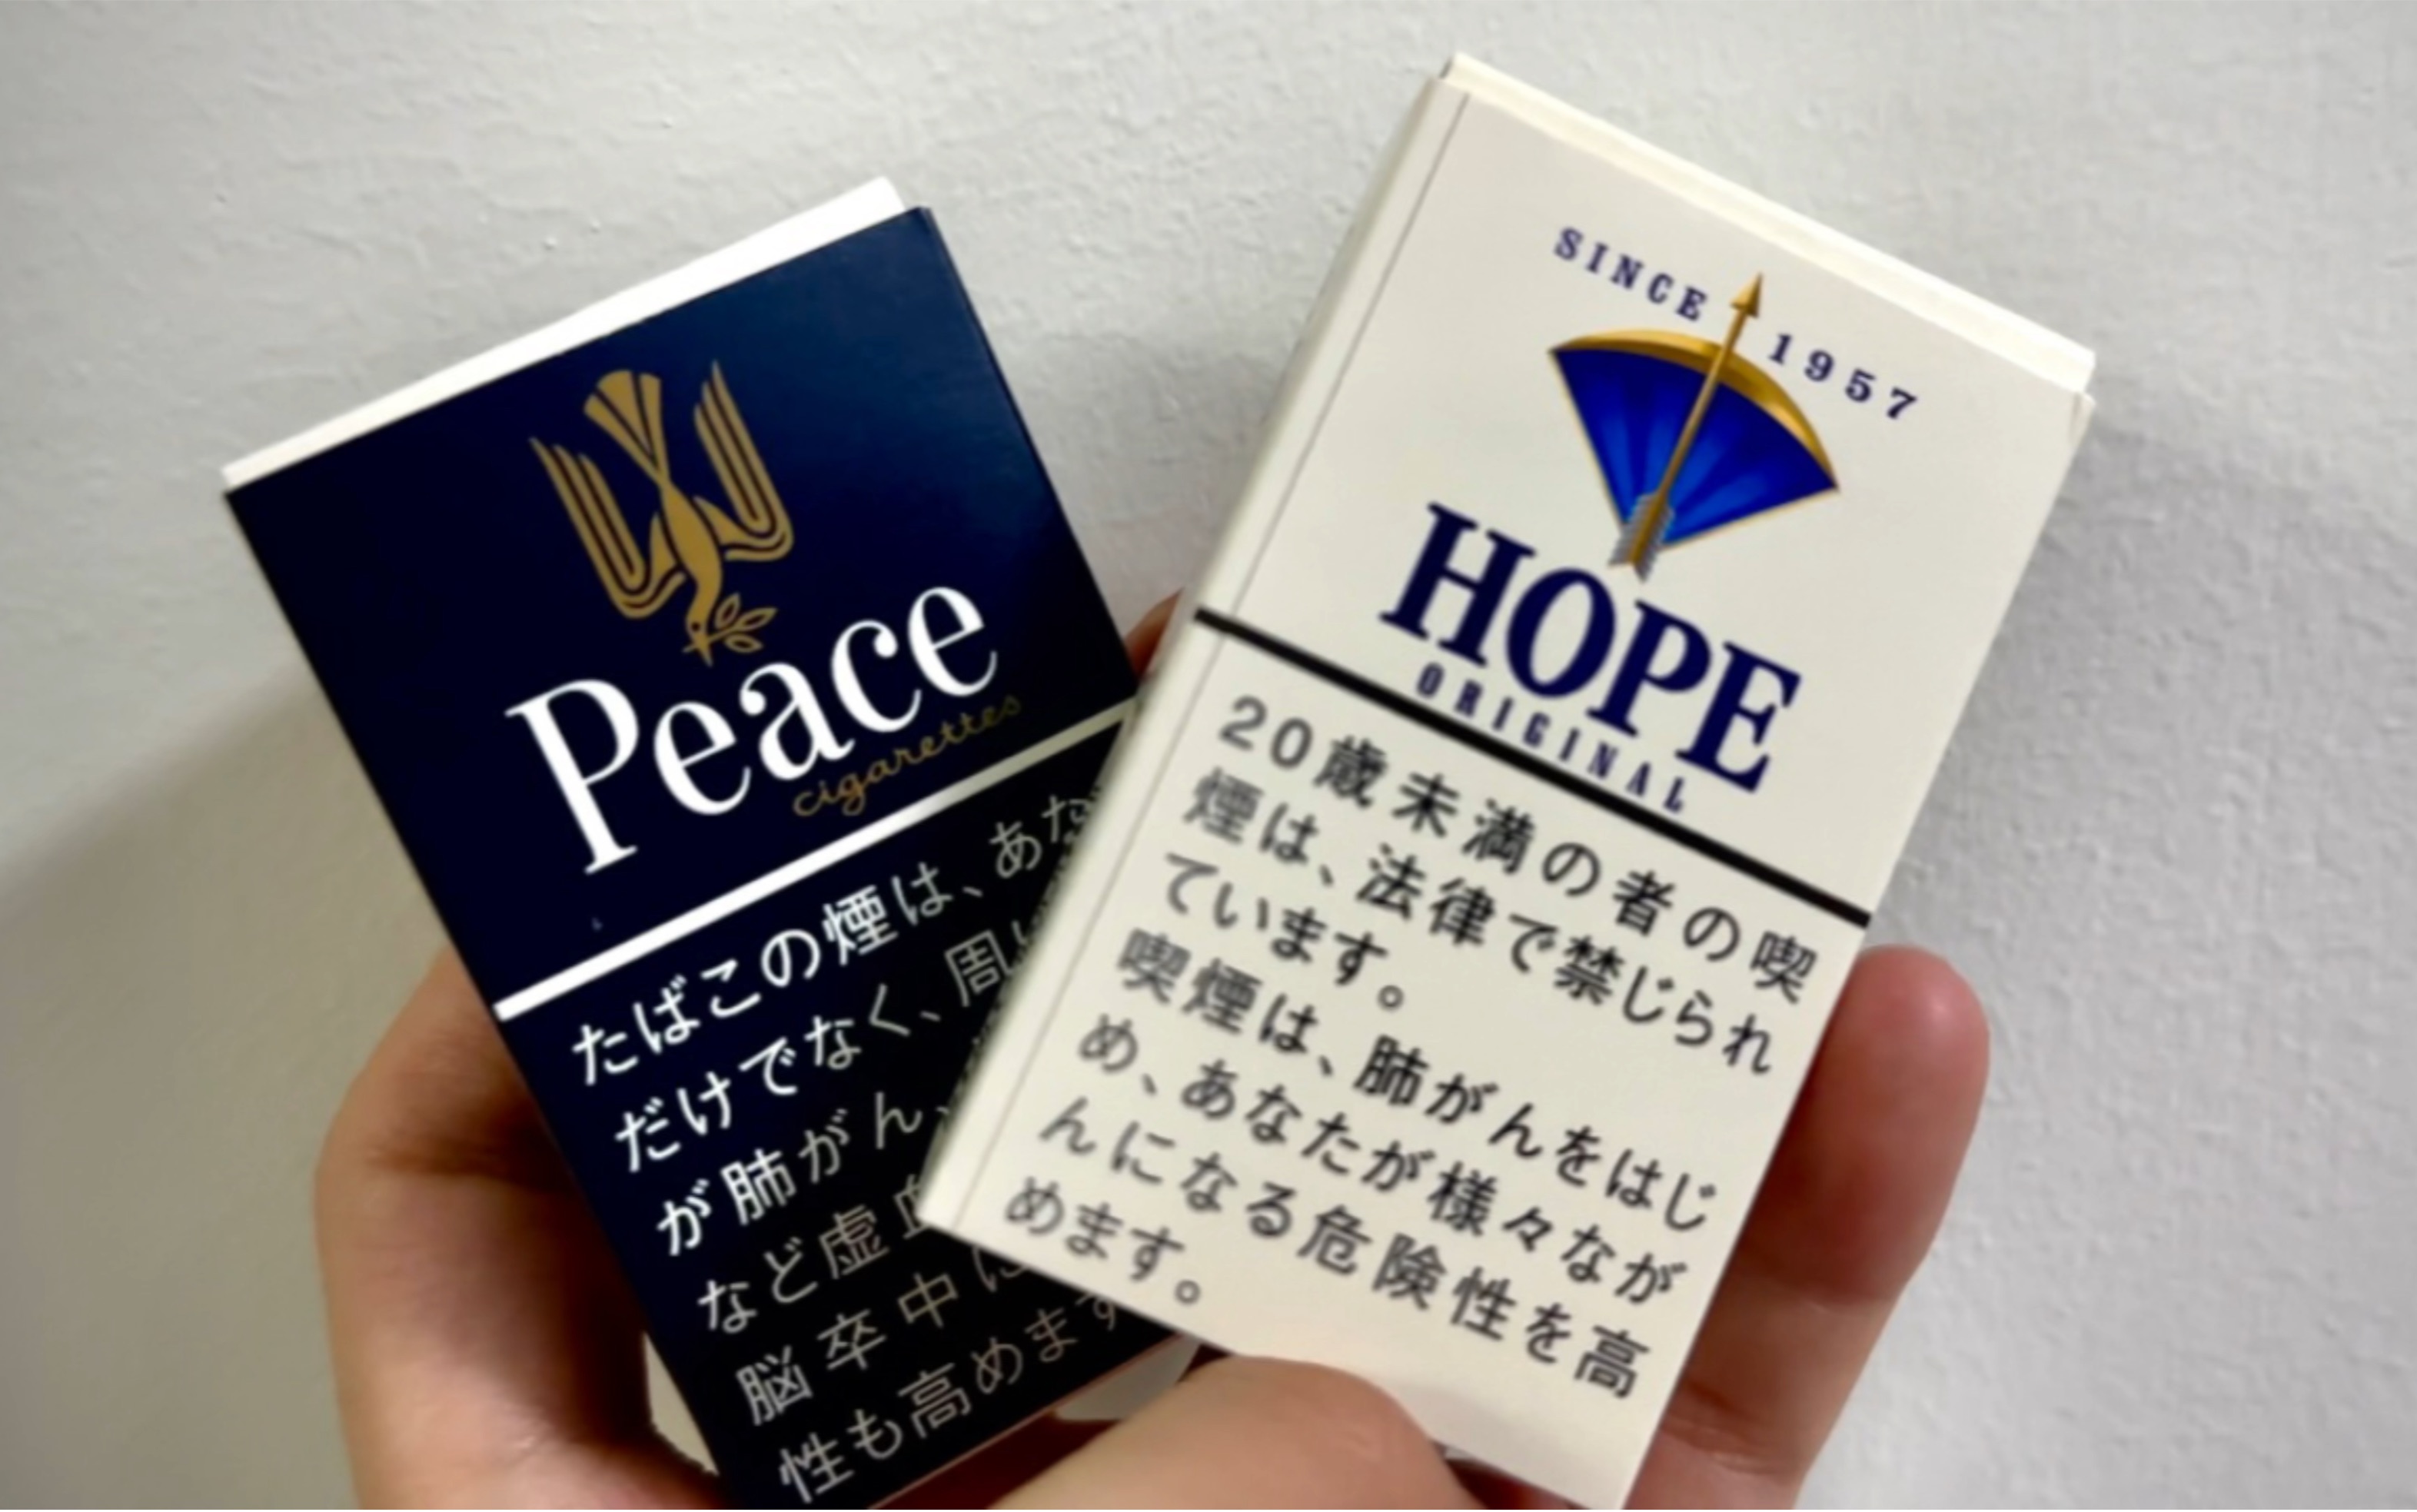 Peace
cigarettes
たばこの煙は、あな
だけでなく、周
が肺がん、
など虚血
脳卒中に
性も高めます
SINCE 1957
HOPE
ORIGINAL
20歳未満の者の喫
煙は、法律で禁じられ
ています。
喫煙は、肺がんをはじ
め、あなたが様々なが
んになる危険性を高
めます。